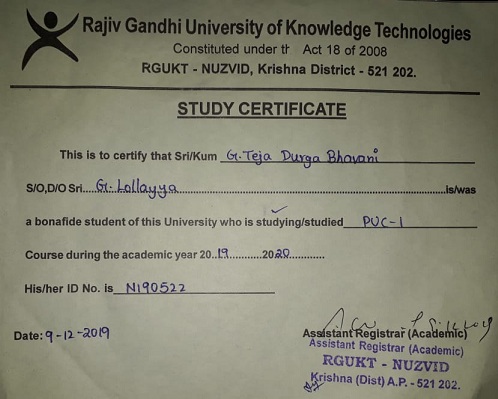 Rajiv Gandhi University of Knowledge Technologies
Constituted under th Act 18 of 2008
RGUKT - NUZVID, Krishna District - 521 202.
STUDY CERTIFICATE
This is to certify that Sri/Kum G. Teja Durga Bhavani
S/O,D/O Sri....G. Lollayya....is/was
a bonafide student of this University who is studying/studied PUC-1
Course during the academic year 20..19..........2020............
His/her ID No. is N190522
Date: 9-12-2019
Assistant Registrar (Academic)
Assistant Registrar (Academic)
RGUKT - NUZVID
Krishna (Dist) A.P. - 521 202.